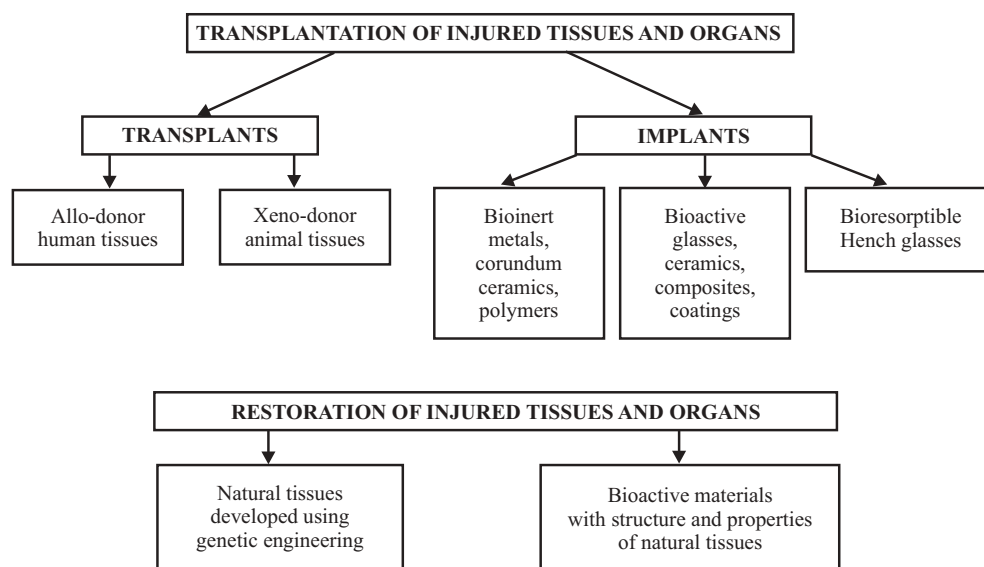 TRANSPLANTATION OF INJURED TISSUES AND ORGANS
TRANSPLANTS
IMPLANTS
Allo-donor
human tissues
Xeno-donor
animal tissues
Bioinert
metals,
corundum
ceramics,
polymers
Bioactive
glasses,
ceramics,
composites,
coatings
Bioresorptible
Hench glasses
RESTORATION OF INJURED TISSUES AND ORGANS
Natural tissues
developed using
genetic engineering
Bioactive materials
with structure and properties
of natural tissues